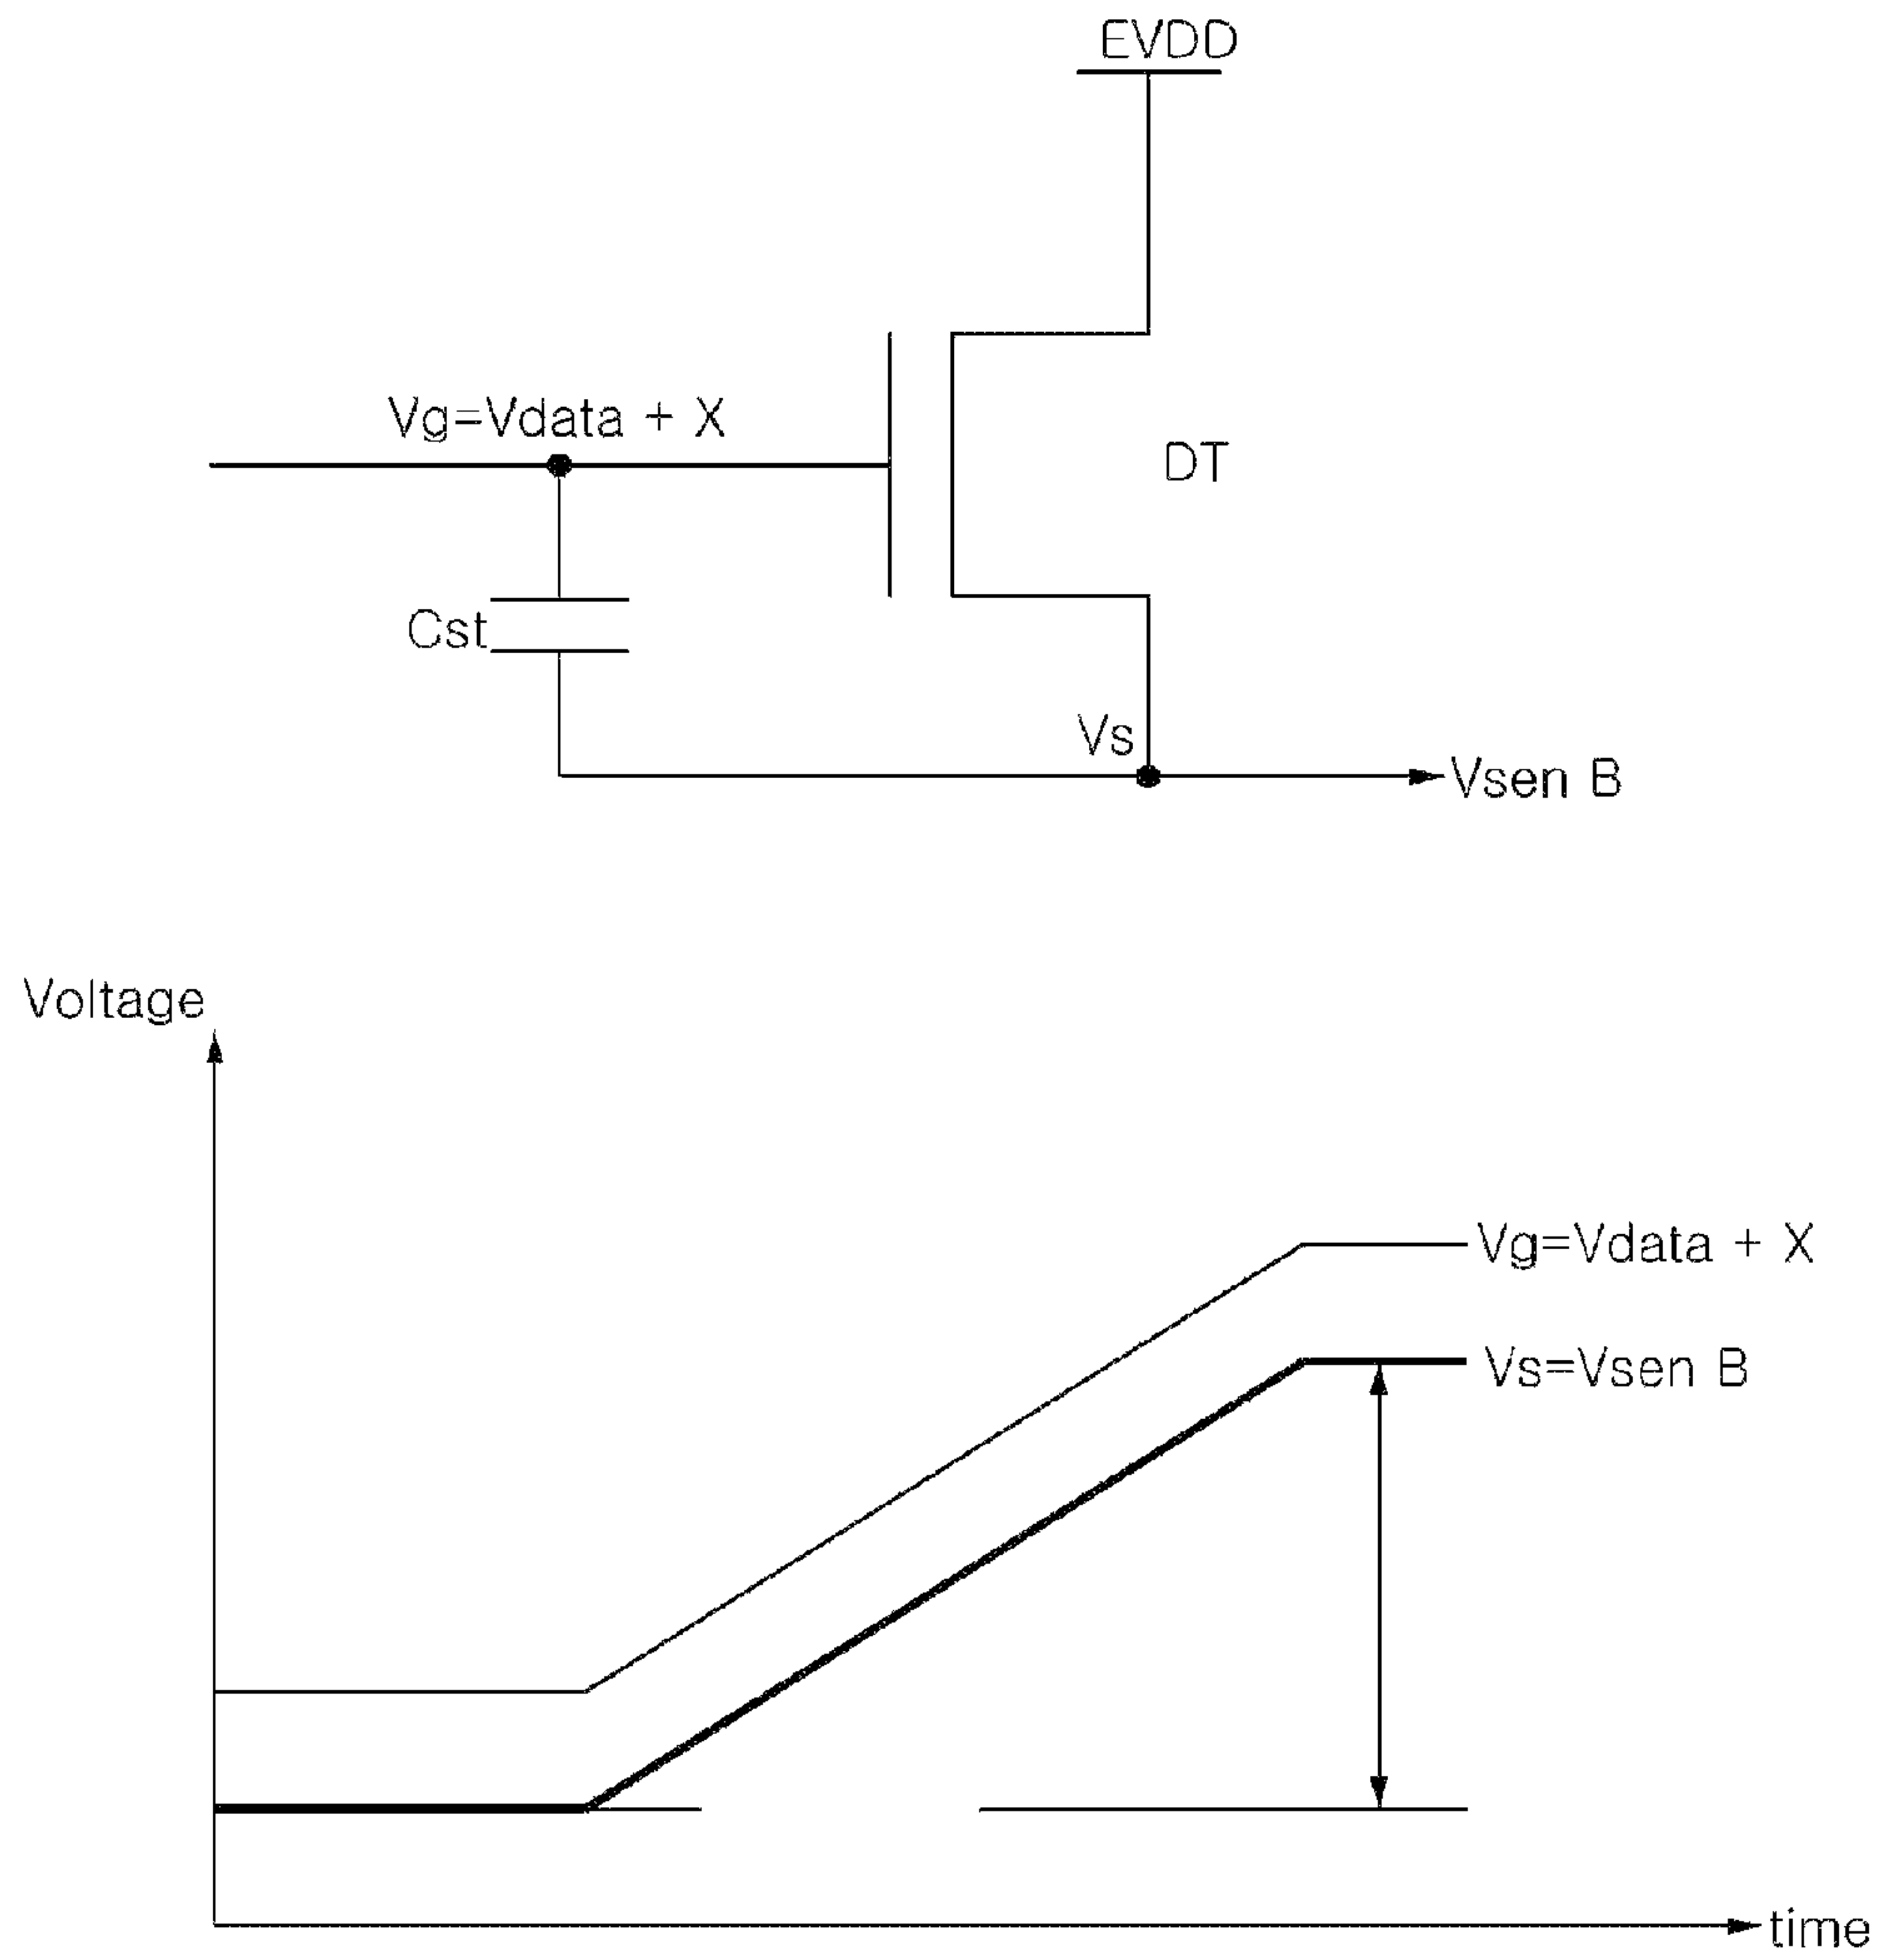 EVDD
Vg=Vdata + X
DT
Cst
Vs
Vsen B
Voltage
Vg=Vdata + X
Vs=Vsen B
time